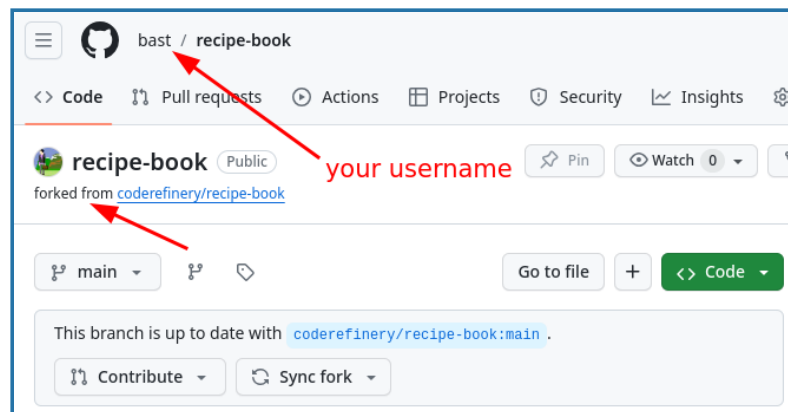 bast / recipe-book
Code Pull requests Actions Projects Security Insights
recipe-book Public your username Pin Watch 0
forked from coderefinery/recipe-book
main Go to file + <> Code
This branch is up to date with coderefinery/recipe-book:main.
Contribute Sync fork